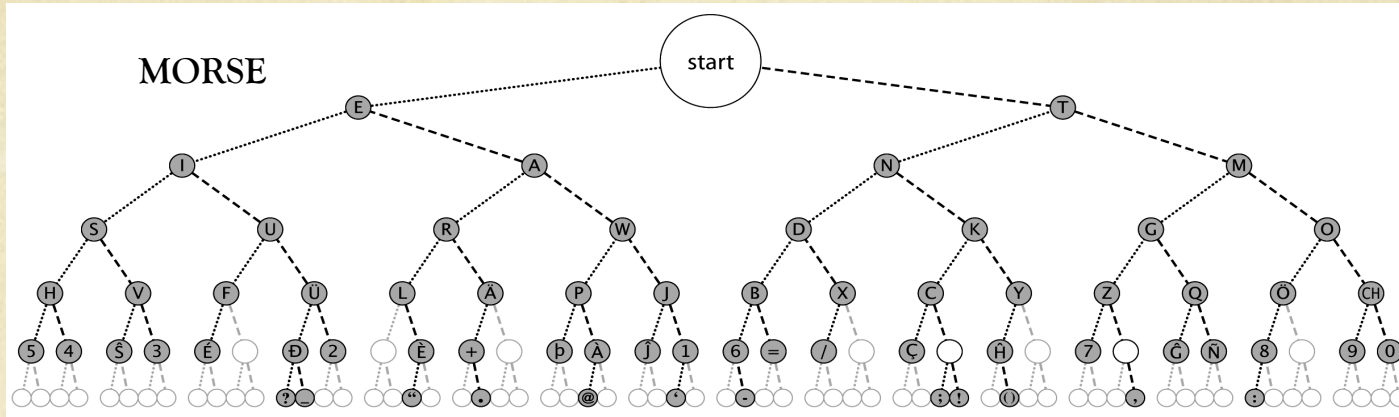 start
MORSE
E T
I A N M
S U R W D K G O
H V F Ü L Ä P J B X C Y Z Q Ö CH
5 4 Ŝ 3 É Đ 2 È + þ À Ĵ 1 6 = / Ç Ĥ 7 Ĝ Ñ 8 9 0
? _ “ . @ ‘ - ; ! () , :